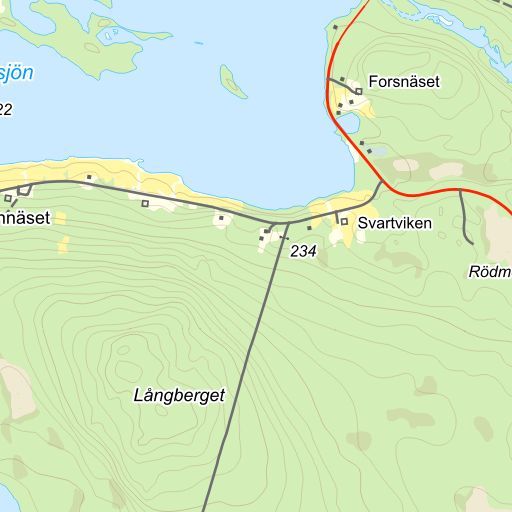 sjön
Forsnäset
22
nnäset
Svartviken
234
Rödm
Långberget